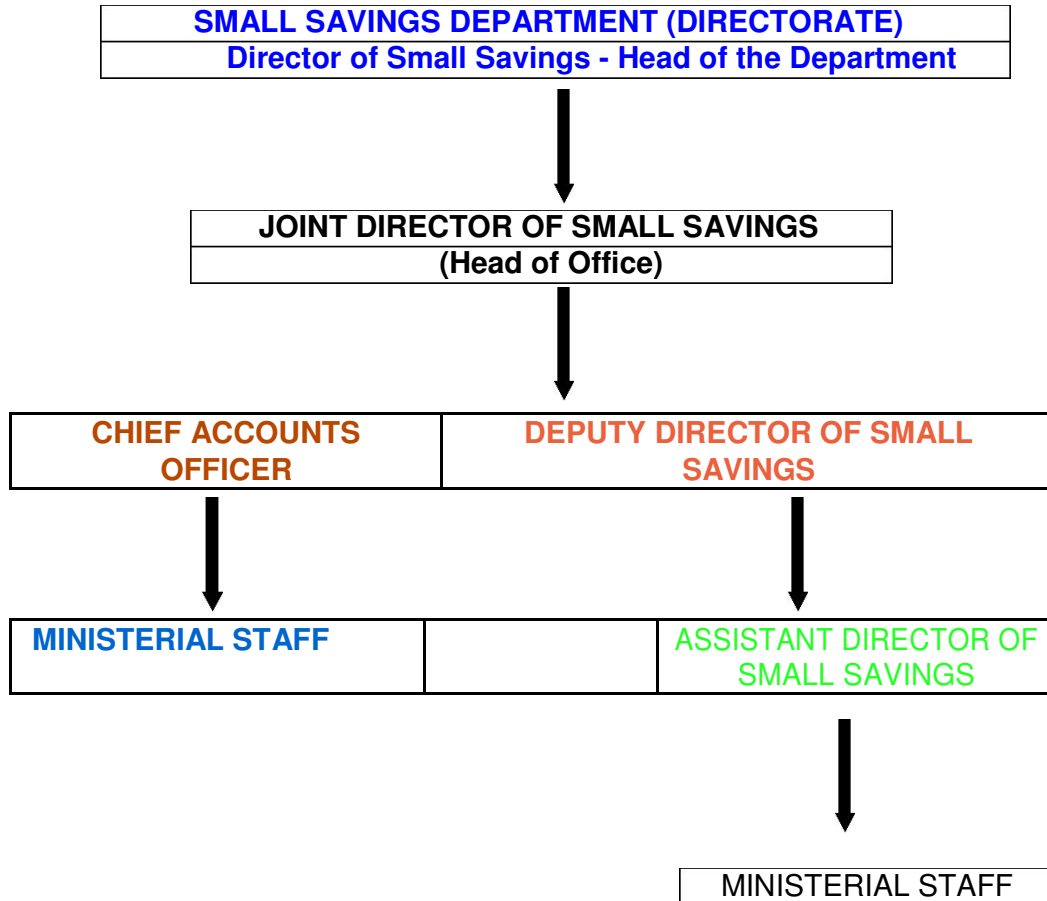 SMALL SAVINGS DEPARTMENT (DIRECTORATE)
Director of Small Savings - Head of the Department
JOINT DIRECTOR OF SMALL SAVINGS
(Head of Office)
CHIEF ACCOUNTS
OFFICER
DEPUTY DIRECTOR OF SMALL
SAVINGS
MINISTERIAL STAFF
ASSISTANT DIRECTOR OF
SMALL SAVINGS
MINISTERIAL STAFF